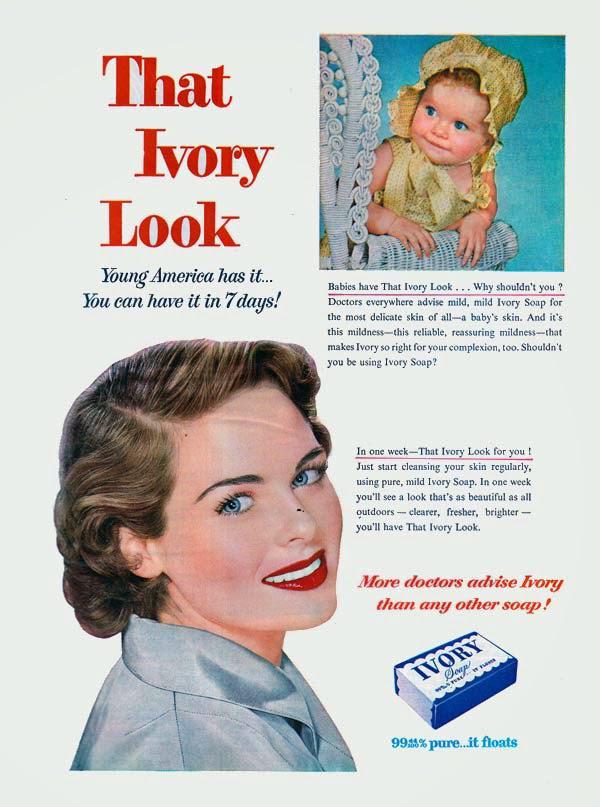 That
Ivory
Look
Young America has it...
You can have it in 7 days!
Babies have That Ivory Look . . . Why shouldn't you ?
Doctors everywhere advise mild, mild Ivory Soap for
the most delicate skin of all—a baby's skin. And it's
this mildness—this reliable, reassuring mildness—that
makes Ivory so right for your complexion, too. Shouldn't
you be using Ivory Soap?
In one week—That Ivory Look for you !
Just start cleansing your skin regularly,
using pure, mild Ivory Soap. In one week
you'll see a look that's as beautiful as all
outdoors — clearer, fresher, brighter —
you'll have That Ivory Look.
More doctors advise Ivory
than any other soap!
IVORY
Soap
PURE... IT FLOATS
99 44/100 % pure...it floats